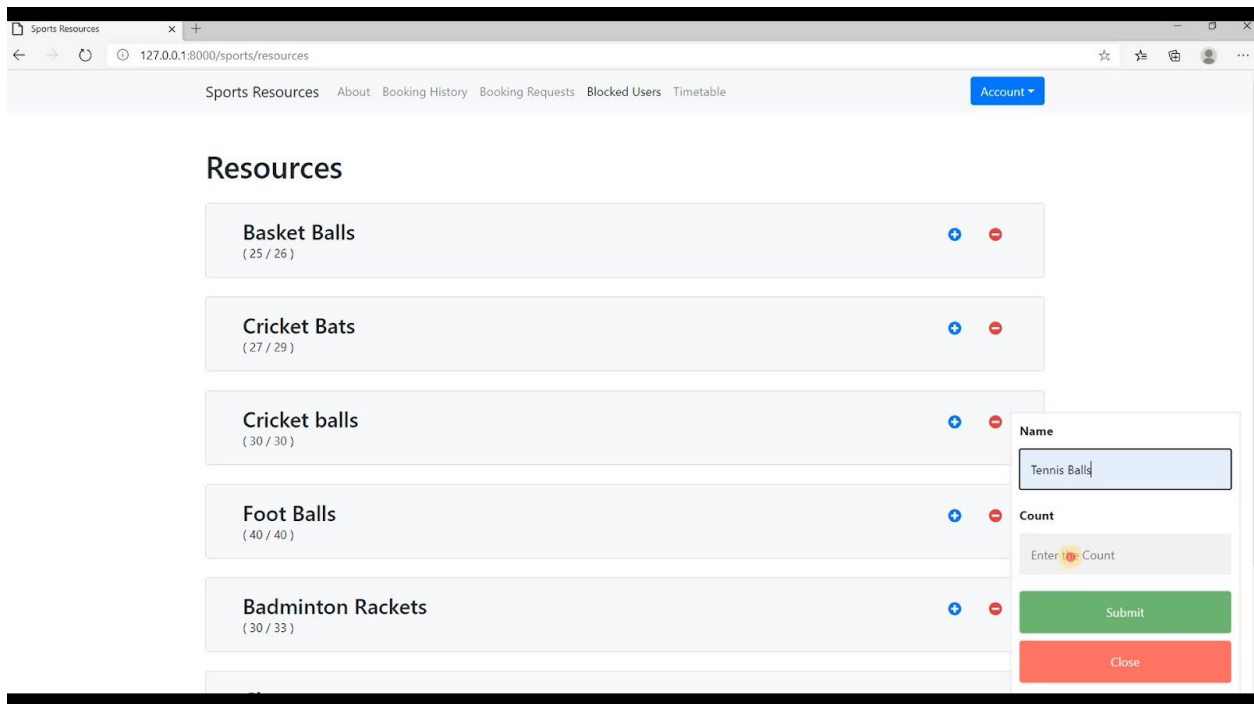 Sports Resources
127.0.0.1:8000/sports/resources
Sports Resources About Booking History Booking Requests Blocked Users Timetable Account
Resources
Basket Balls
( 25 / 26 )
Cricket Bats
( 27 / 29 )
Cricket balls
( 30 / 30 )
Foot Balls
( 40 / 40 )
Badminton Rackets
( 30 / 33 )
Name
Tennis Balls
Count
Enter the Count
Submit
Close